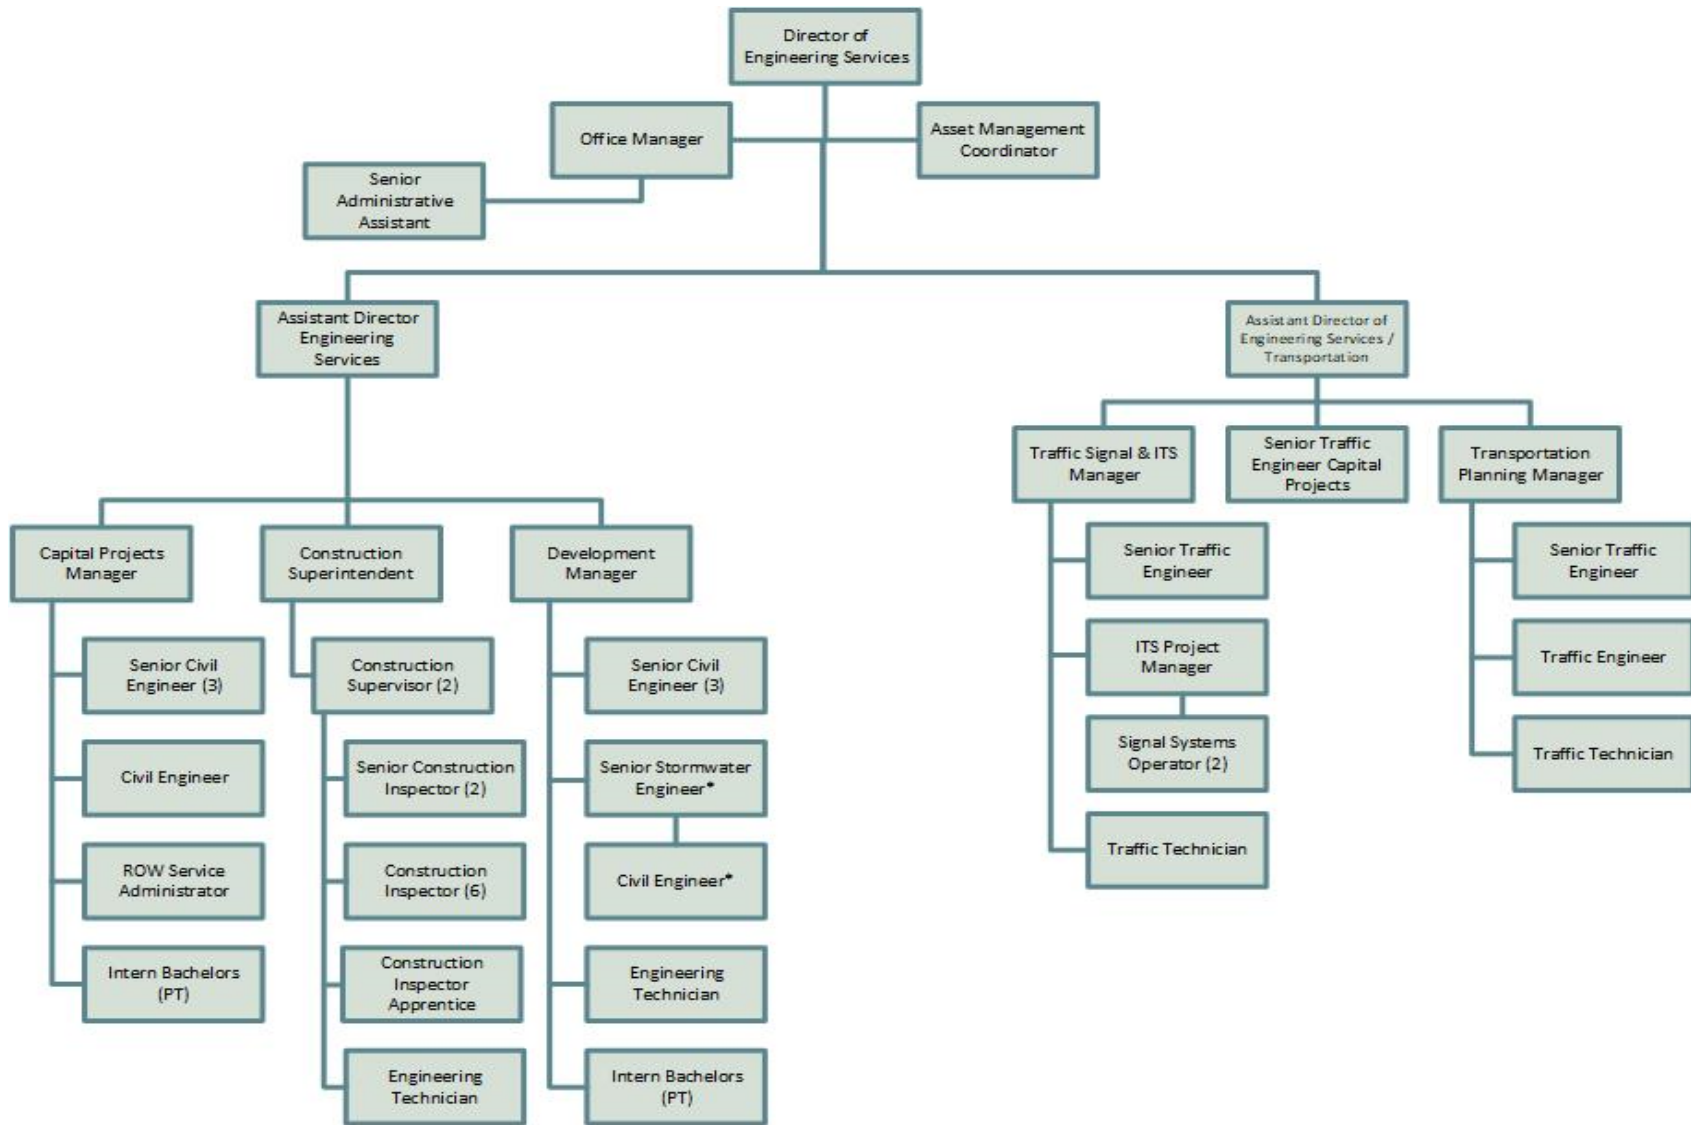 Director of
Engineering Services
Office Manager
Asset Management
Coordinator
Senior
Administrative
Assistant
Assistant Director
Engineering
Services
Assistant Director of
Engineering Services /
Transportation
Traffic Signal & ITS
Manager
Senior Traffic
Engineer Capital
Projects
Transportation
Planning Manager
Capital Projects
Manager
Construction
Superintendent
Development
Manager
Senior Civil
Engineer (3)
Civil Engineer
ROW Service
Administrator
Intern Bachelors
(PT)
Construction
Supervisor (2)
Senior Construction
Inspector (2)
Construction
Inspector (6)
Construction
Inspector
Apprentice
Engineering
Technician
Senior Civil
Engineer (3)
Senior Stormwater
Engineer*
Civil Engineer*
Engineering
Technician
Intern Bachelors
(PT)
Senior Traffic
Engineer
ITS Project
Manager
Signal Systems
Operator (2)
Traffic Technician
Senior Traffic
Engineer
Traffic Engineer
Traffic Technician